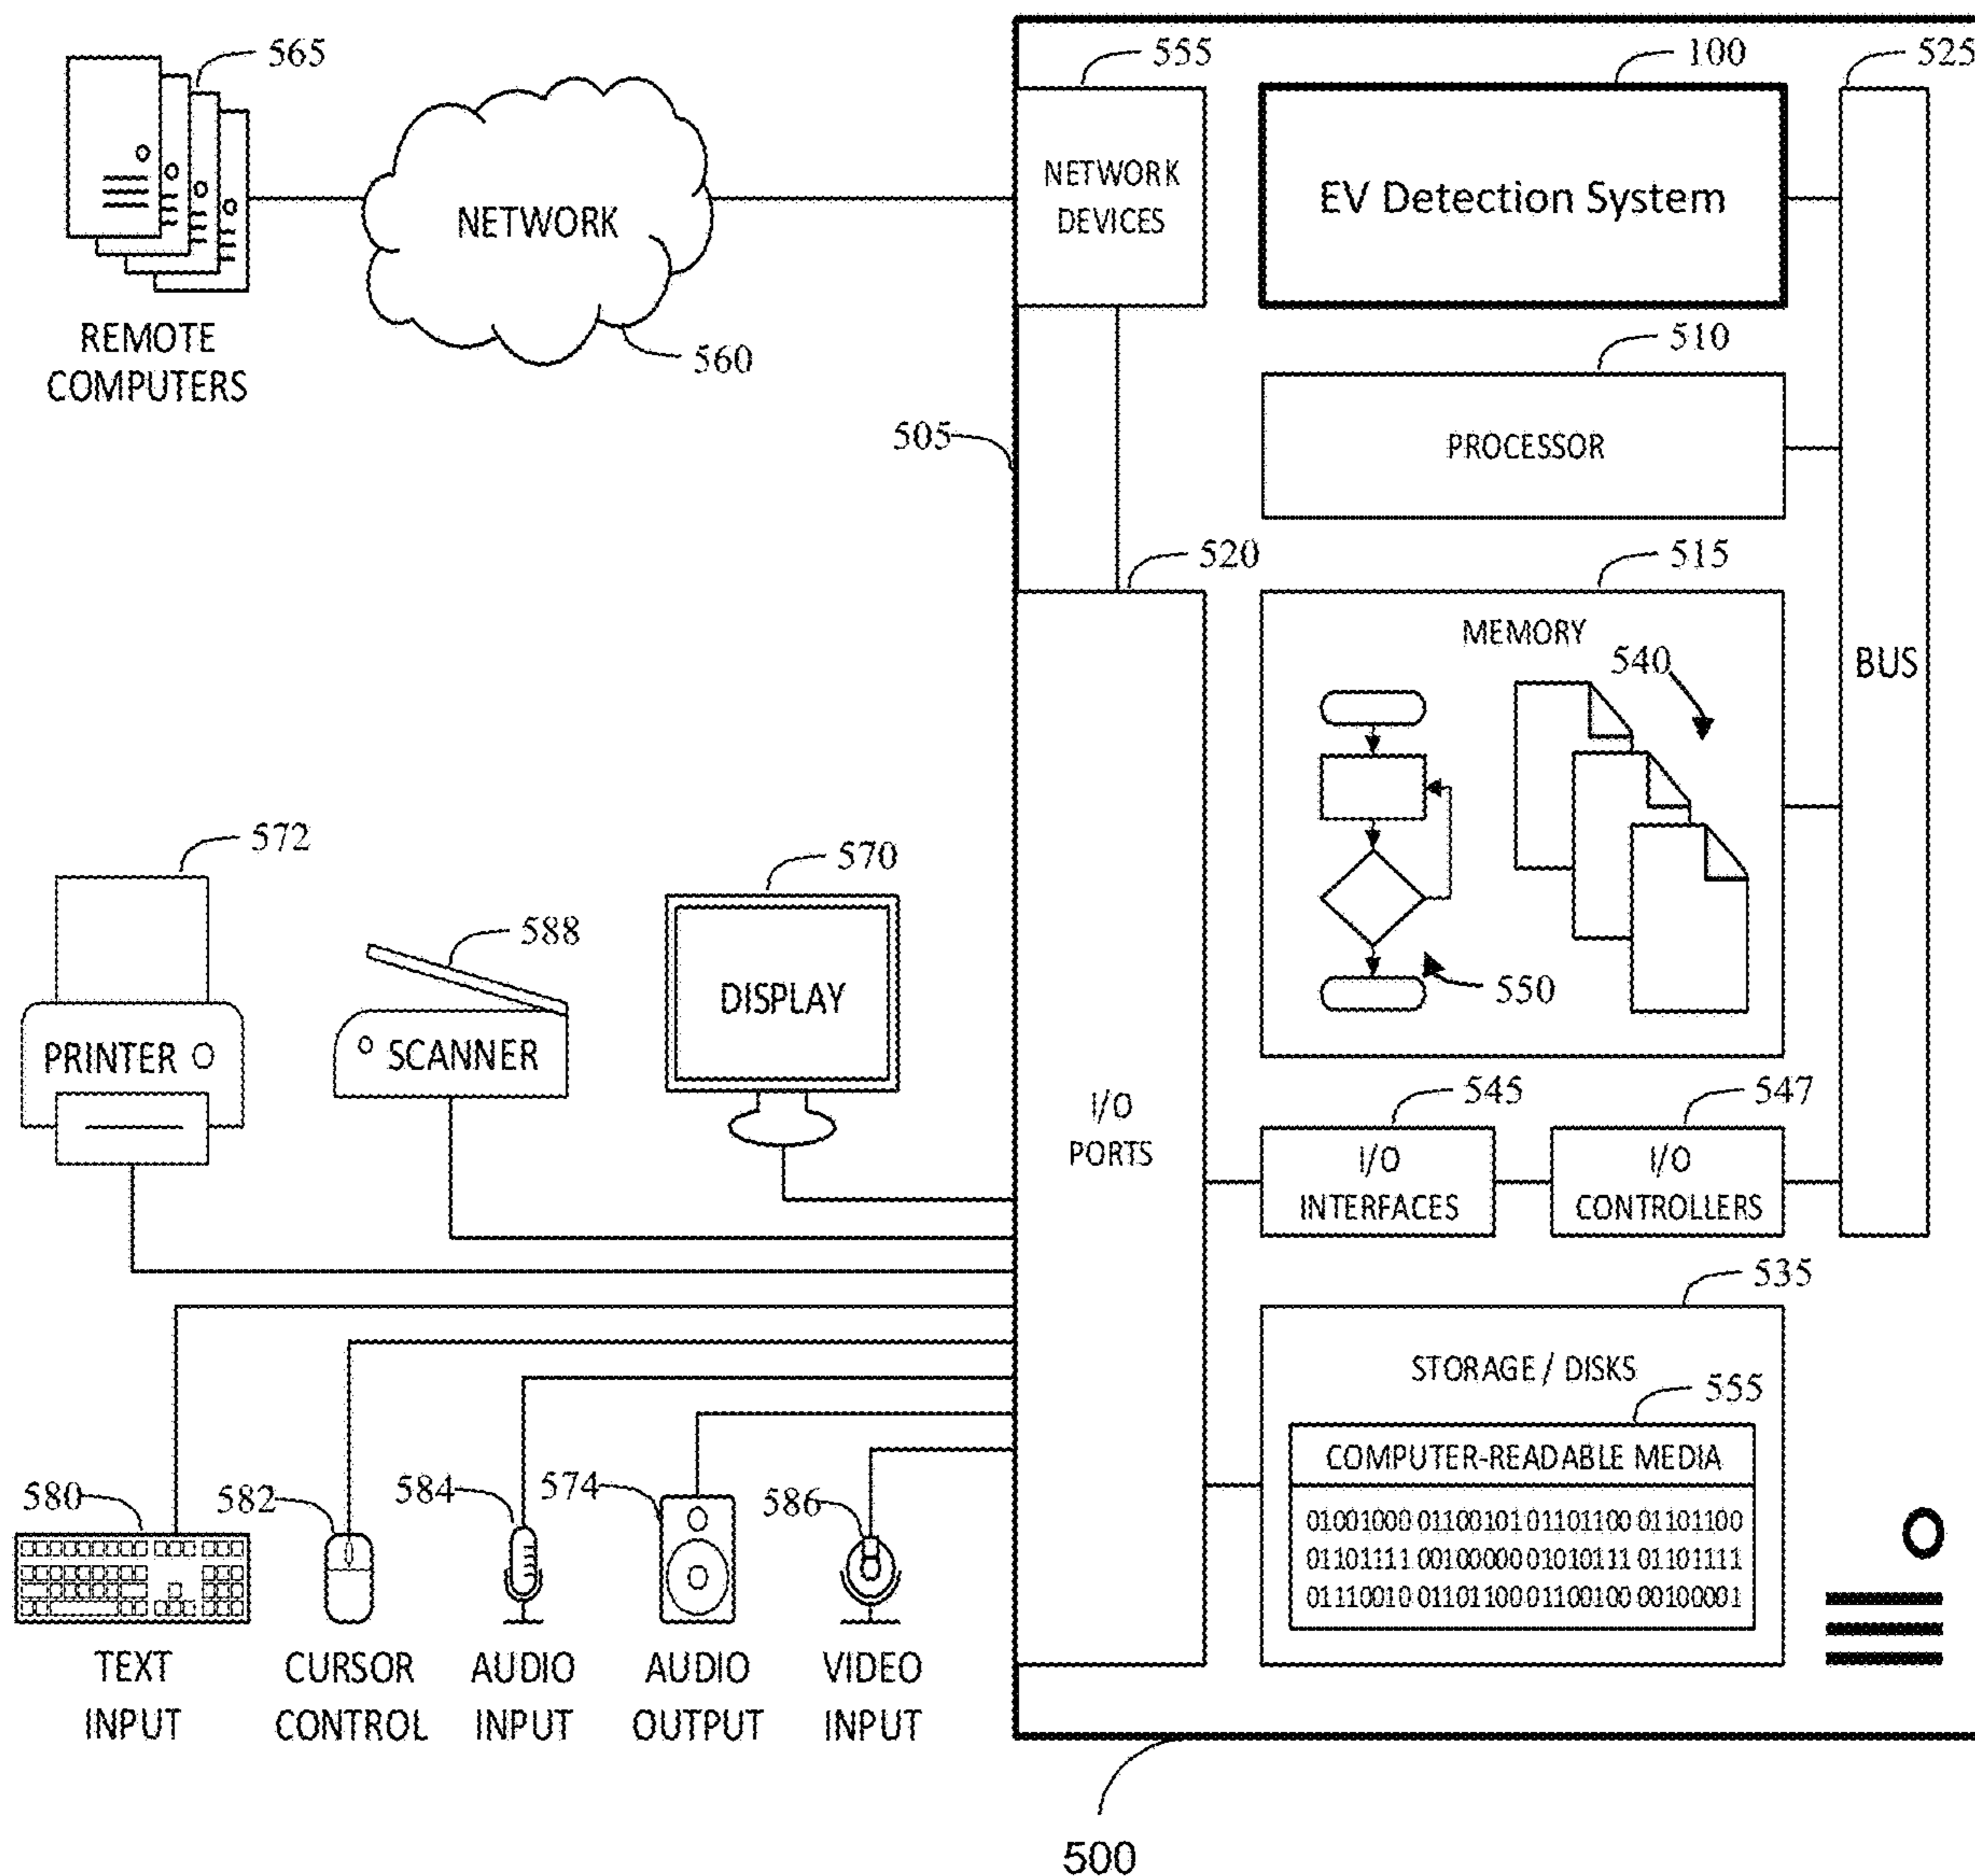 565
555
100
525
NETWORK
DEVICES
EV Detection System
NETWORK
REMOTE
COMPUTERS
560
510
505
PROCESSOR
520
515
MEMORY
540
BUS
572
570
588
DISPLAY
550
PRINTER
SCANNER
545
547
I/O
PORTS
I/O
INTERFACES
I/O
CONTROLLERS
535
STORAGE / DISKS
555
COMPUTER-READABLE MEDIA
580
582
584
574
586
01001000 01100101 01101100 01101100
01101111 00100000 01010111 01101111
01110010 01101100 01100100 00100001
TEXT
INPUT
CURSOR
CONTROL
AUDIO
INPUT
AUDIO
OUTPUT
VIDEO
INPUT
500